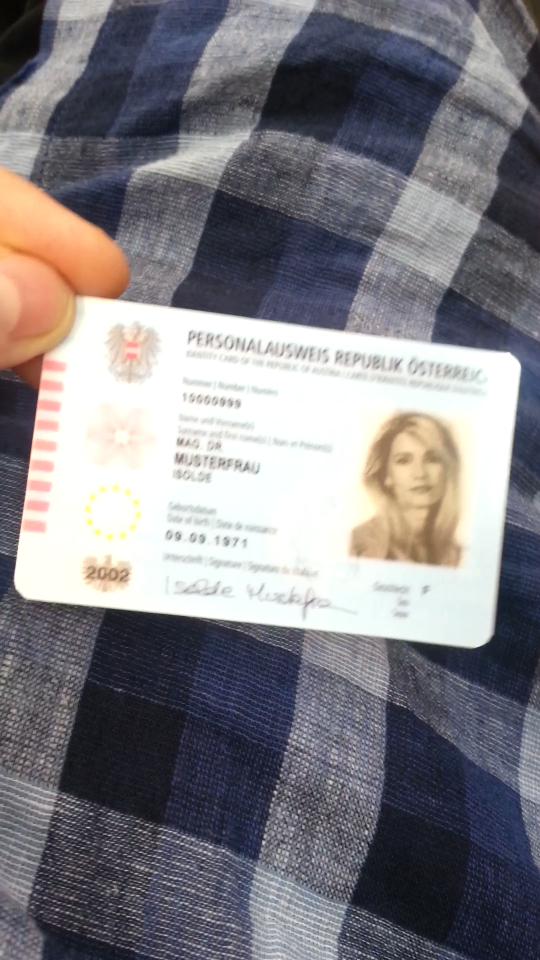 PERSONALAUSWEIS REPUBLIK ÖSTERREICH
IDENTITY CARD OF THE REPUBLIC OF AUSTRIA / CARTE D'IDENTITÉ RÉPUBLIQUE D'AUTRICHE
Nummer | Number | Numéro
10000999
Name und Vorname(n)
Surname and first name(s) | Nom et Prénom(s)
MAG. DR.
MUSTERFRAU
ISOLDE
Geburtsdatum
Date of birth | Date de naissance
09.09.1971
Unterschrift | Signature | Signature du titulaire
Isolde Musterfrau
2002
Geschlecht F
Sex
Sexe